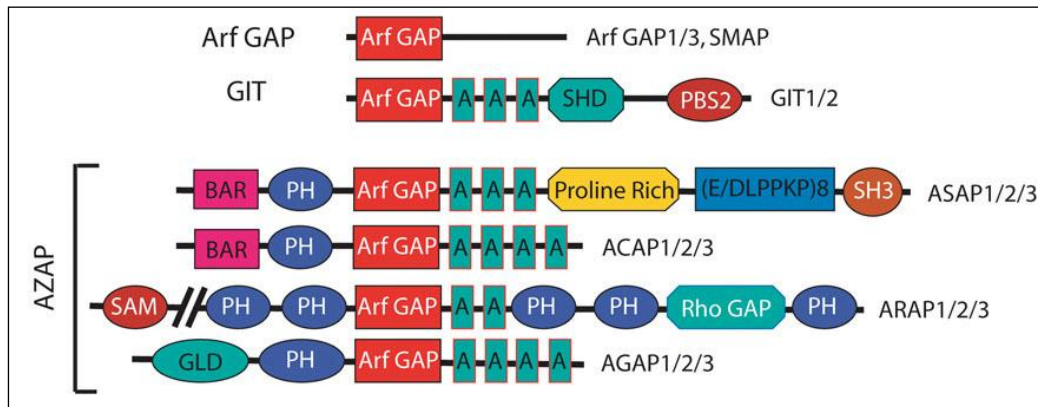 Arf GAP Arf GAP Arf GAP1/3, SMAP
GIT Arf GAP A A A SHD PBS2 GIT1/2
AZAP
BAR PH Arf GAP A A A Proline Rich (E/DLPPKP)8 SH3 ASAP1/2/3
BAR PH Arf GAP A A A A ACAP1/2/3
SAM PH PH Arf GAP A A PH PH Rho GAP PH ARAP1/2/3
GLD PH Arf GAP A A A A AGAP1/2/3